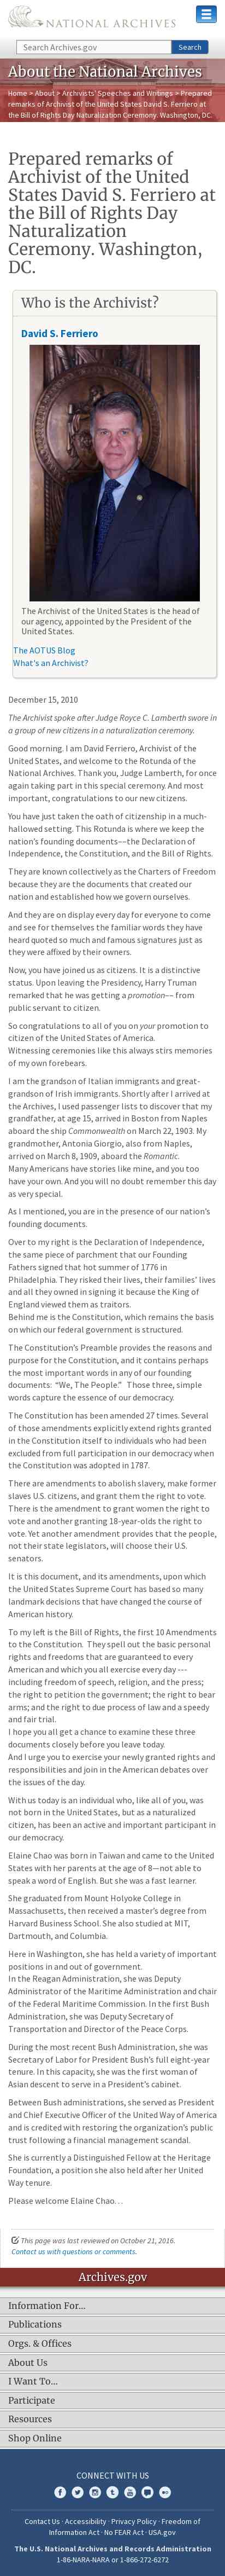 NATIONAL ARCHIVES
Search Archives.gov
Search
About the National Archives
Home > About > Archivists' Speeches and Writings > Prepared
remarks of Archivist of the United States David S. Ferriero at
the Bill of Rights Day Naturalization Ceremony. Washington, DC.
Prepared remarks of
Archivist of the United
States David S. Ferriero at
the Bill of Rights Day
Naturalization
Ceremony. Washington,
DC.
Who is the Archivist?
David S. Ferriero
The Archivist of the United States is the head of
our agency, appointed by the President of the
United States.
The AOTUS Blog
What's an Archivist?
December 15, 2010
The Archivist spoke after Judge Royce C. Lamberth swore in
a group of new citizens in a naturalization ceremony.
Good morning. I am David Ferriero, Archivist of the
United States, and welcome to the Rotunda of the
National Archives. Thank you, Judge Lamberth, for once
again taking part in this special ceremony. And most
important, congratulations to our new citizens.
You have just taken the oath of citizenship in a much-
hallowed setting. This Rotunda is where we keep the
nation’s founding documents––the Declaration of
Independence, the Constitution, and the Bill of Rights.
They are known collectively as the Charters of Freedom
because they are the documents that created our
nation and established how we govern ourselves.
And they are on display every day for everyone to come
and see for themselves the familiar words they have
heard quoted so much and famous signatures just as
they were affixed by their owners.
Now, you have joined us as citizens. It is a distinctive
status. Upon leaving the Presidency, Harry Truman
remarked that he was getting a promotion–– from
public servant to citizen.
So congratulations to all of you on your promotion to
citizen of the United States of America.
Witnessing ceremonies like this always stirs memories
of my own forebears.
I am the grandson of Italian immigrants and great-
grandson of Irish immigrants. Shortly after I arrived at
the Archives, I used passenger lists to discover that my
grandfather, at age 15, arrived in Boston from Naples
aboard the ship Commonwealth on March 22, 1903. My
grandmother, Antonia Giorgio, also from Naples,
arrived on March 8, 1909, aboard the Romantic.
Many Americans have stories like mine, and you too
have your own. And you will no doubt remember this day
as very special.
As I mentioned, you are in the presence of our nation’s
founding documents.
Over to my right is the Declaration of Independence,
the same piece of parchment that our Founding
Fathers signed that hot summer of 1776 in
Philadelphia. They risked their lives, their families’ lives
and all they owned in signing it because the King of
England viewed them as traitors.
Behind me is the Constitution, which remains the basis
on which our federal government is structured.
The Constitution’s Preamble provides the reasons and
purpose for the Constitution, and it contains perhaps
the most important words in any of our founding
documents: “We, The People.” Those three, simple
words capture the essence of our democracy.
The Constitution has been amended 27 times. Several
of those amendments explicitly extend rights granted
in the Constitution itself to individuals who had been
excluded from full participation in our democracy when
the Constitution was adopted in 1787.
There are amendments to abolish slavery, make former
slaves U.S. citizens, and grant them the right to vote.
There is the amendment to grant women the right to
vote and another granting 18-year-olds the right to
vote. Yet another amendment provides that the people,
not their state legislators, will choose their U.S.
senators.
It is this document, and its amendments, upon which
the United States Supreme Court has based so many
landmark decisions that have changed the course of
American history.
To my left is the Bill of Rights, the first 10 Amendments
to the Constitution. They spell out the basic personal
rights and freedoms that are guaranteed to every
American and which you all exercise every day ---
including freedom of speech, religion, and the press;
the right to petition the government; the right to bear
arms; and the right to due process of law and a speedy
and fair trial.
I hope you all get a chance to examine these three
documents closely before you leave today.
And I urge you to exercise your newly granted rights and
responsibilities and join in the American debates over
the issues of the day.
With us today is an individual who, like all of you, was
not born in the United States, but as a naturalized
citizen, has been an active and important participant in
our democracy.
Elaine Chao was born in Taiwan and came to the United
States with her parents at the age of 8—not able to
speak a word of English. But she was a fast learner.
She graduated from Mount Holyoke College in
Massachusetts, then received a master’s degree from
Harvard Business School. She also studied at MIT,
Dartmouth, and Columbia.
Here in Washington, she has held a variety of important
positions in and out of government.
In the Reagan Administration, she was Deputy
Administrator of the Maritime Administration and chair
of the Federal Maritime Commission. In the first Bush
Administration, she was Deputy Secretary of
Transportation and Director of the Peace Corps.
During the most recent Bush Administration, she was
Secretary of Labor for President Bush’s full eight-year
tenure. In this capacity, she was the first woman of
Asian descent to serve in a President’s cabinet.
Between Bush administrations, she served as President
and Chief Executive Officer of the United Way of America
and is credited with restoring the organization’s public
trust following a financial management scandal.
She is currently a Distinguished Fellow at the Heritage
Foundation, a position she also held after her United
Way tenure.
Please welcome Elaine Chao. . .
This page was last reviewed on October 21, 2016.
Contact us with questions or comments.
Archives.gov
Information For…
Publications
Orgs. & Offices
About Us
I Want To…
Participate
Resources
Shop Online
CONNECT WITH US
Contact Us · Accessibility · Privacy Policy · Freedom of
Information Act · No FEAR Act · USA.gov
The U.S. National Archives and Records Administration
1-86-NARA-NARA or 1-866-272-6272